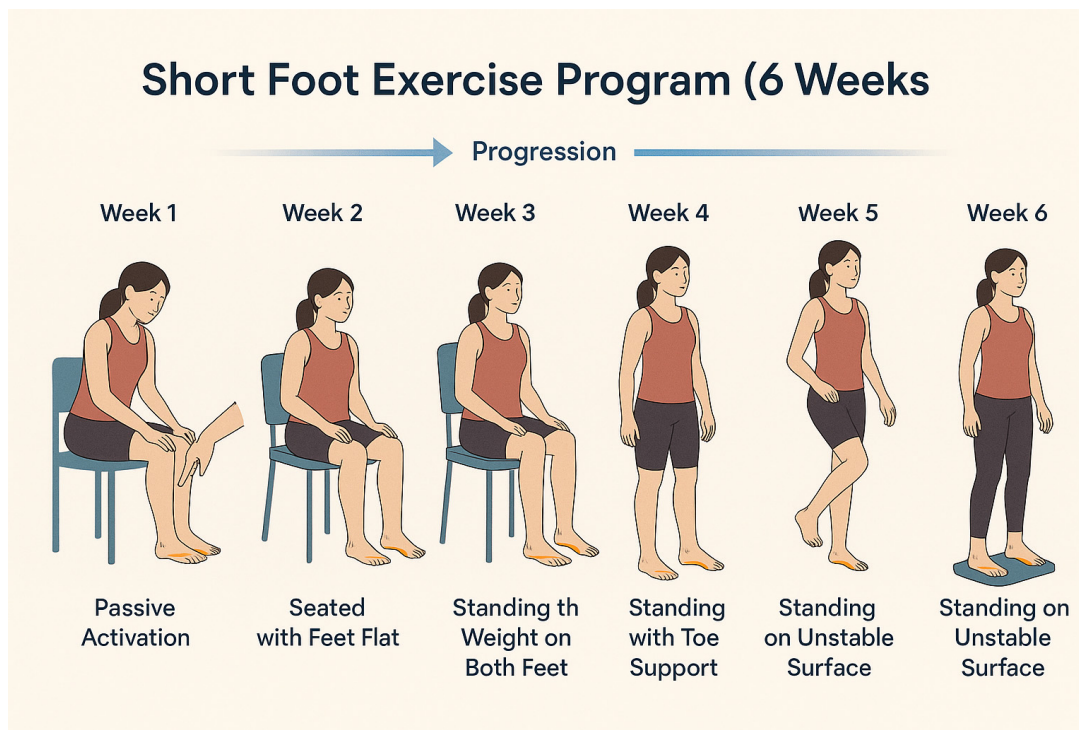 Short Foot Exercise Program (6 Weeks
Progression
Week 1
Week 2
Week 3
Week 4
Week 5
Week 6
Passive
Activation
Seated
with Feet Flat
Standing th
Weight on
Both Feet
Standing
with Toe
Support
Standing
on Unstable
Surface
Standing on
Unstable
Surface